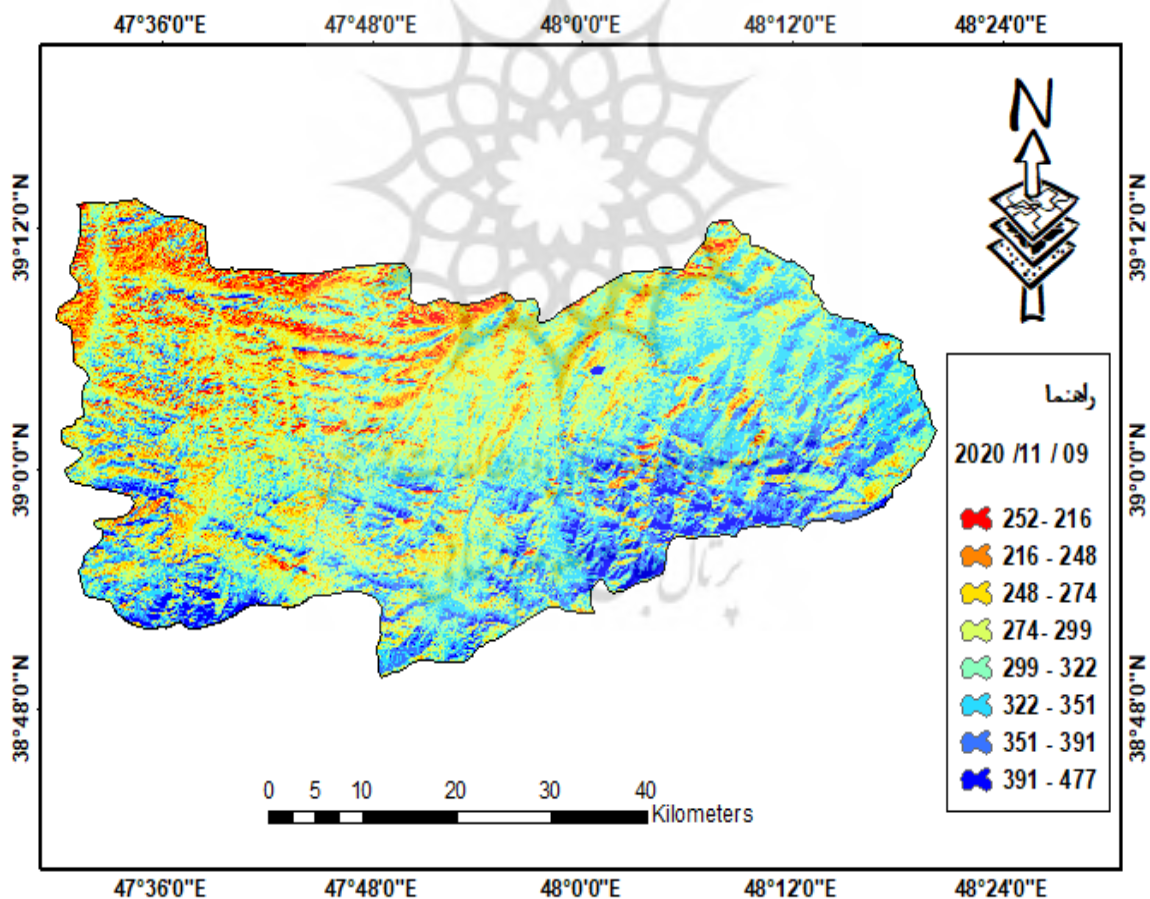 47°36'0"E 47°48'0"E 48°0'0"E 48°12'0"E 48°24'0"E
N
39°12'0"N 39°12'0"N
39°0'0"N 39°0'0"N
38°48'0"N 38°48'0"N
راهنما
2020 /11 / 09
252 - 216
216 - 248
248 - 274
274 - 299
299 - 322
322 - 351
351 - 391
391 - 477
0 5 10 20 30 40
Kilometers
47°36'0"E 47°48'0"E 48°0'0"E 48°12'0"E 48°24'0"E